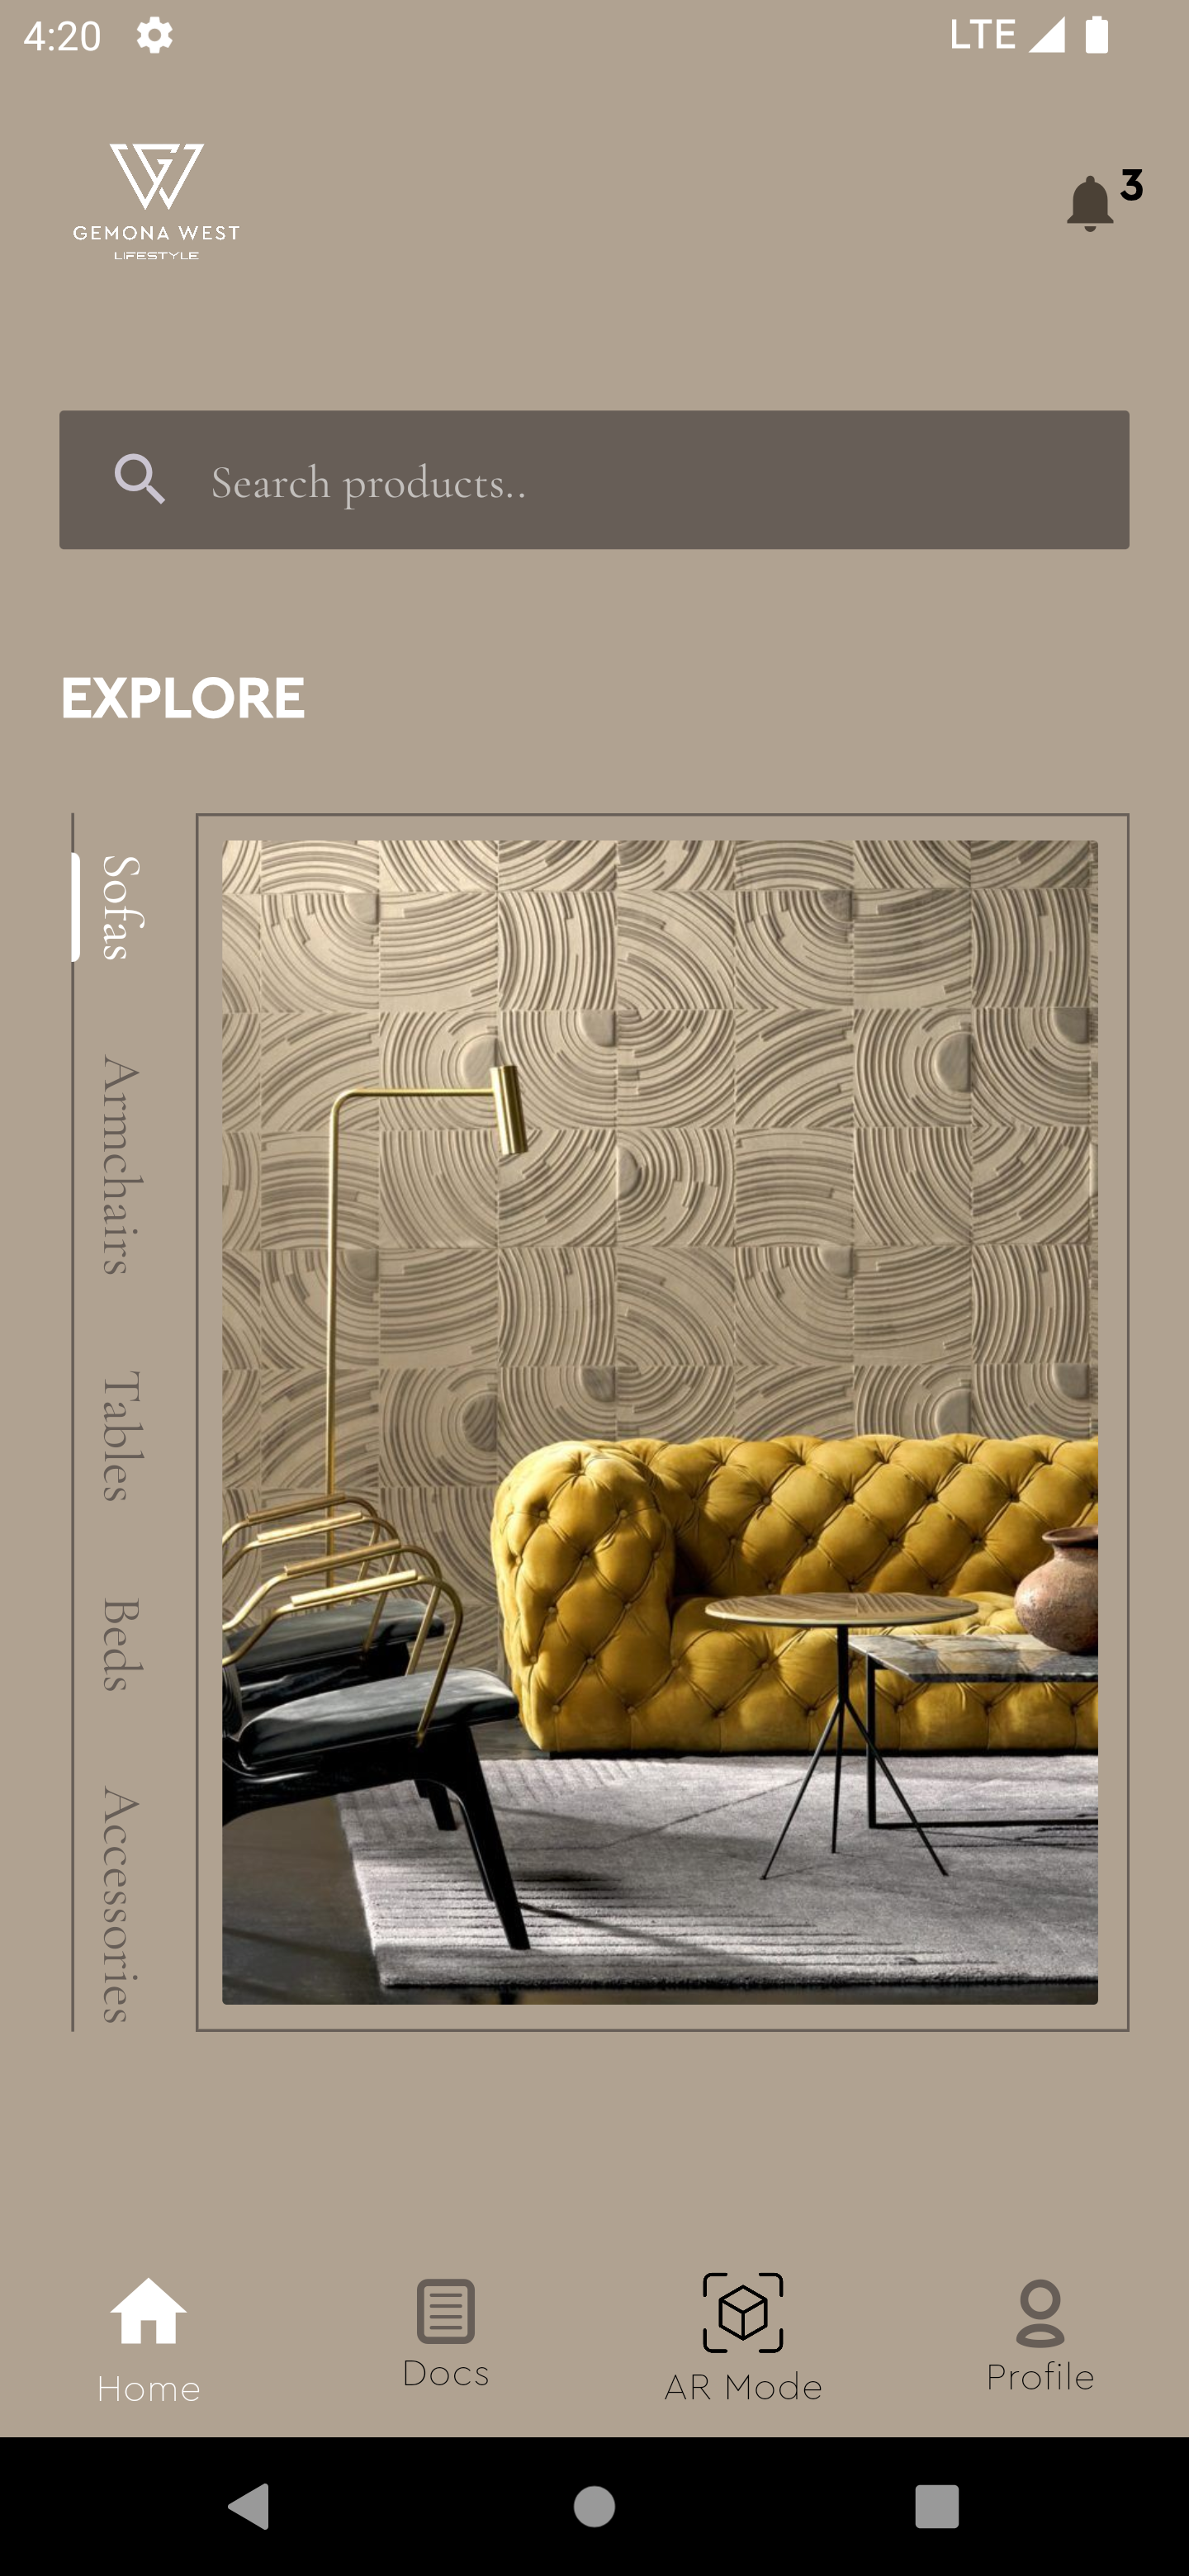 4:20
LTE
GEMONA WEST
LIFESTYLE
3
Search products..
EXPLORE
Sofas
Armchairs
Tables
Beds
Accessories
Home
Docs
AR Mode
Profile